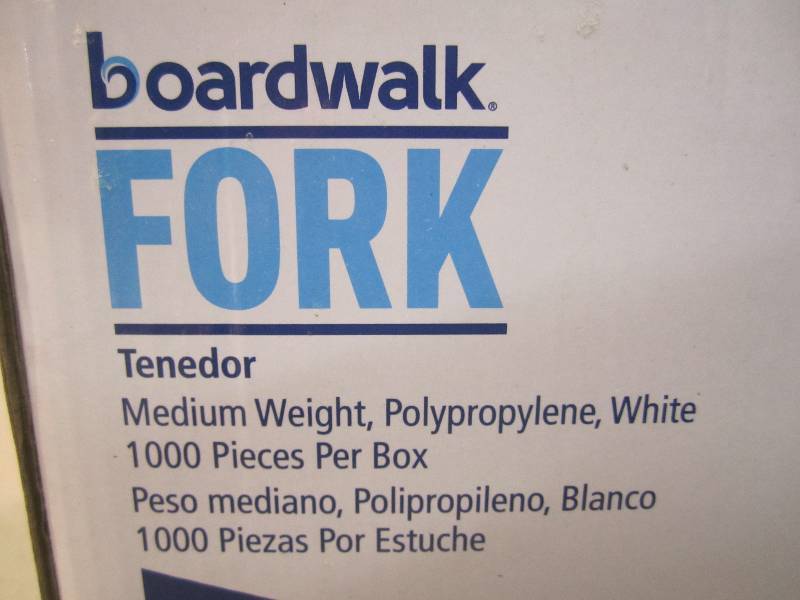 boardwalk®
FORK
Tenedor
Medium Weight, Polypropylene, White
1000 Pieces Per Box
Peso mediano, Polipropileno, Blanco
1000 Piezas Por Estuche